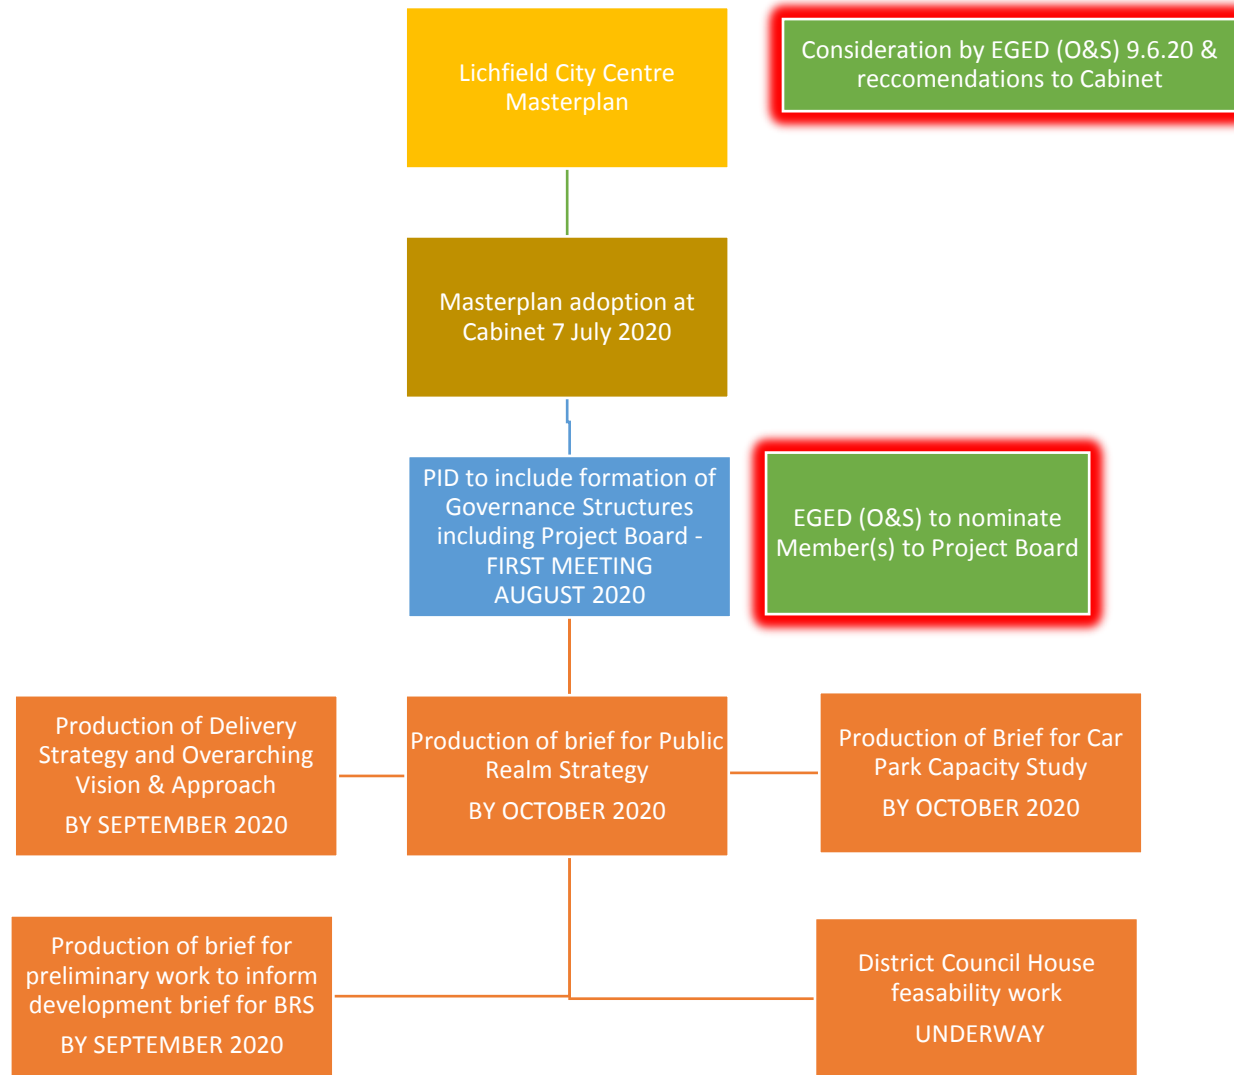 Lichfield City Centre
Masterplan
Consideration by EGED (O&S) 9.6.20 &
reccomendations to Cabinet
Masterplan adoption at
Cabinet 7 July 2020
PID to include formation of
Governance Structures
including Project Board -
FIRST MEETING
AUGUST 2020
EGED (O&S) to nominate
Member(s) to Project Board
Production of Delivery
Strategy and Overarching
Vision & Approach
BY SEPTEMBER 2020
Production of brief for Public
Realm Strategy
BY OCTOBER 2020
Production of Brief for Car
Park Capacity Study
BY OCTOBER 2020
Production of brief for
preliminary work to inform
development brief for BRS
BY SEPTEMBER 2020
District Council House
feasability work
UNDERWAY